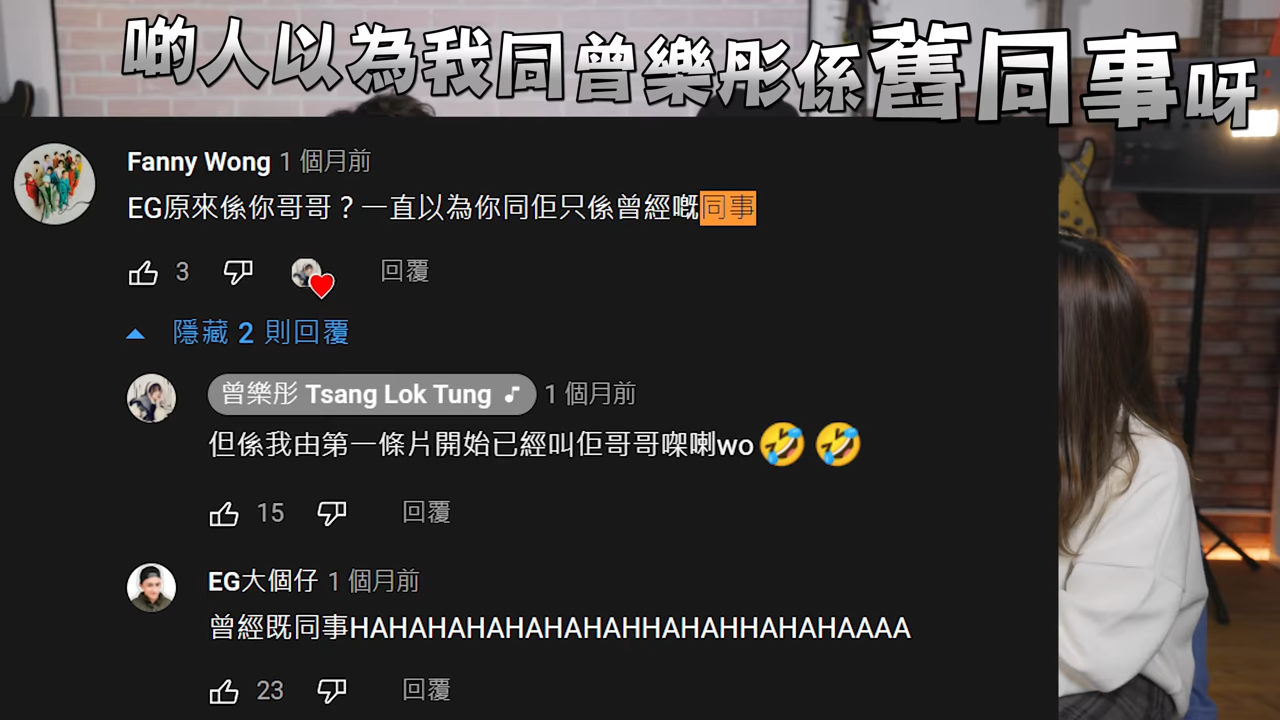 啲人以為我同曾樂彤係舊同事呀
Fanny Wong 1 個月前
EG原來係你哥哥？一直以為你同佢只係曾經嘅同事
3 回覆
隱藏 2 則回覆
曾樂彤 Tsang Lok Tung 1 個月前
但係我由第一條片開始已經叫佢哥哥㗎喇wo🤣🤣
15 回覆
EG大個仔 1 個月前
曾經既同事HAHAHAHAHAHAHAHHAHAHHAHAHAAAA
23 回覆